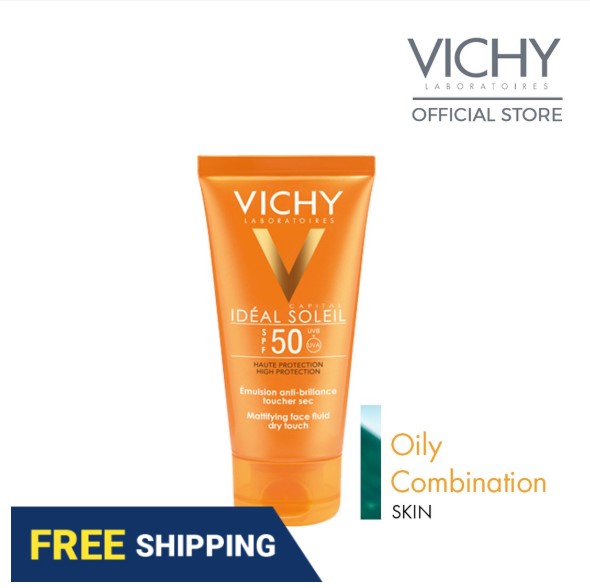 VICHY
LABORATOIRES
OFFICIAL STORE
VICHY
LABORATOIRES
CAPITAL
IDÉAL SOLEIL
SPF 50 UVB + UVA
HAUTE PROTECTION
HIGH PROTECTION
Émulsion anti-brillance
toucher sec
Mattifying face fluid
dry touch
Oily
Combination
SKIN
FREE SHIPPING